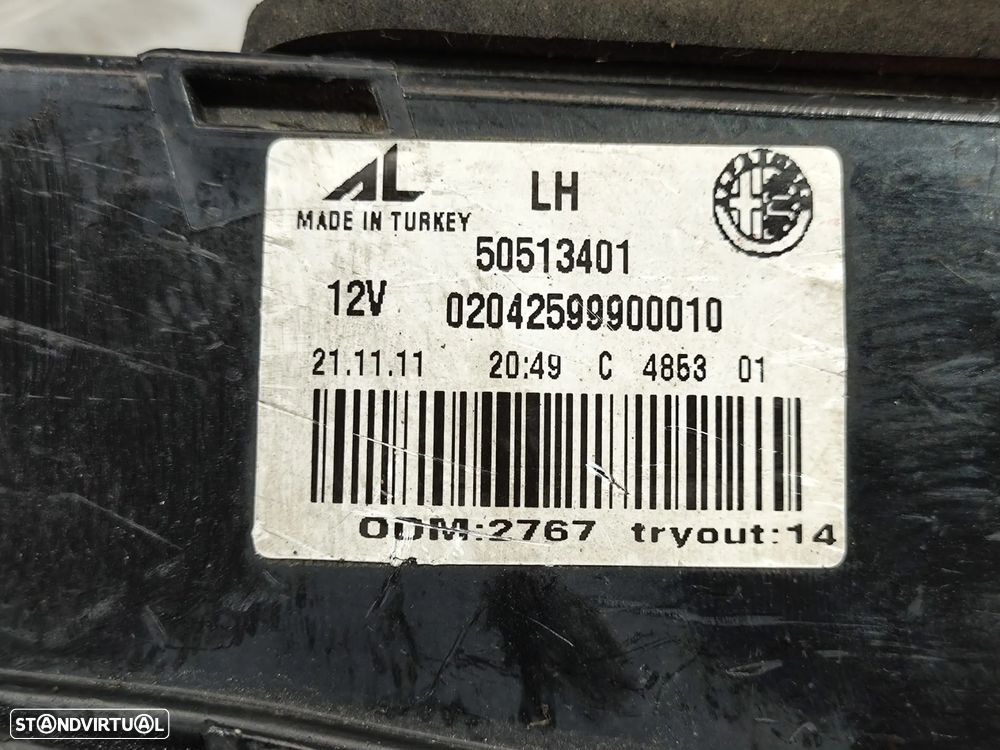 AL LH
MADE IN TURKEY
50513401
12V 02042599900010
21.11.11 20:49 C 4853 01
ODM:2767 tryout:14
STANDVIRTUAL